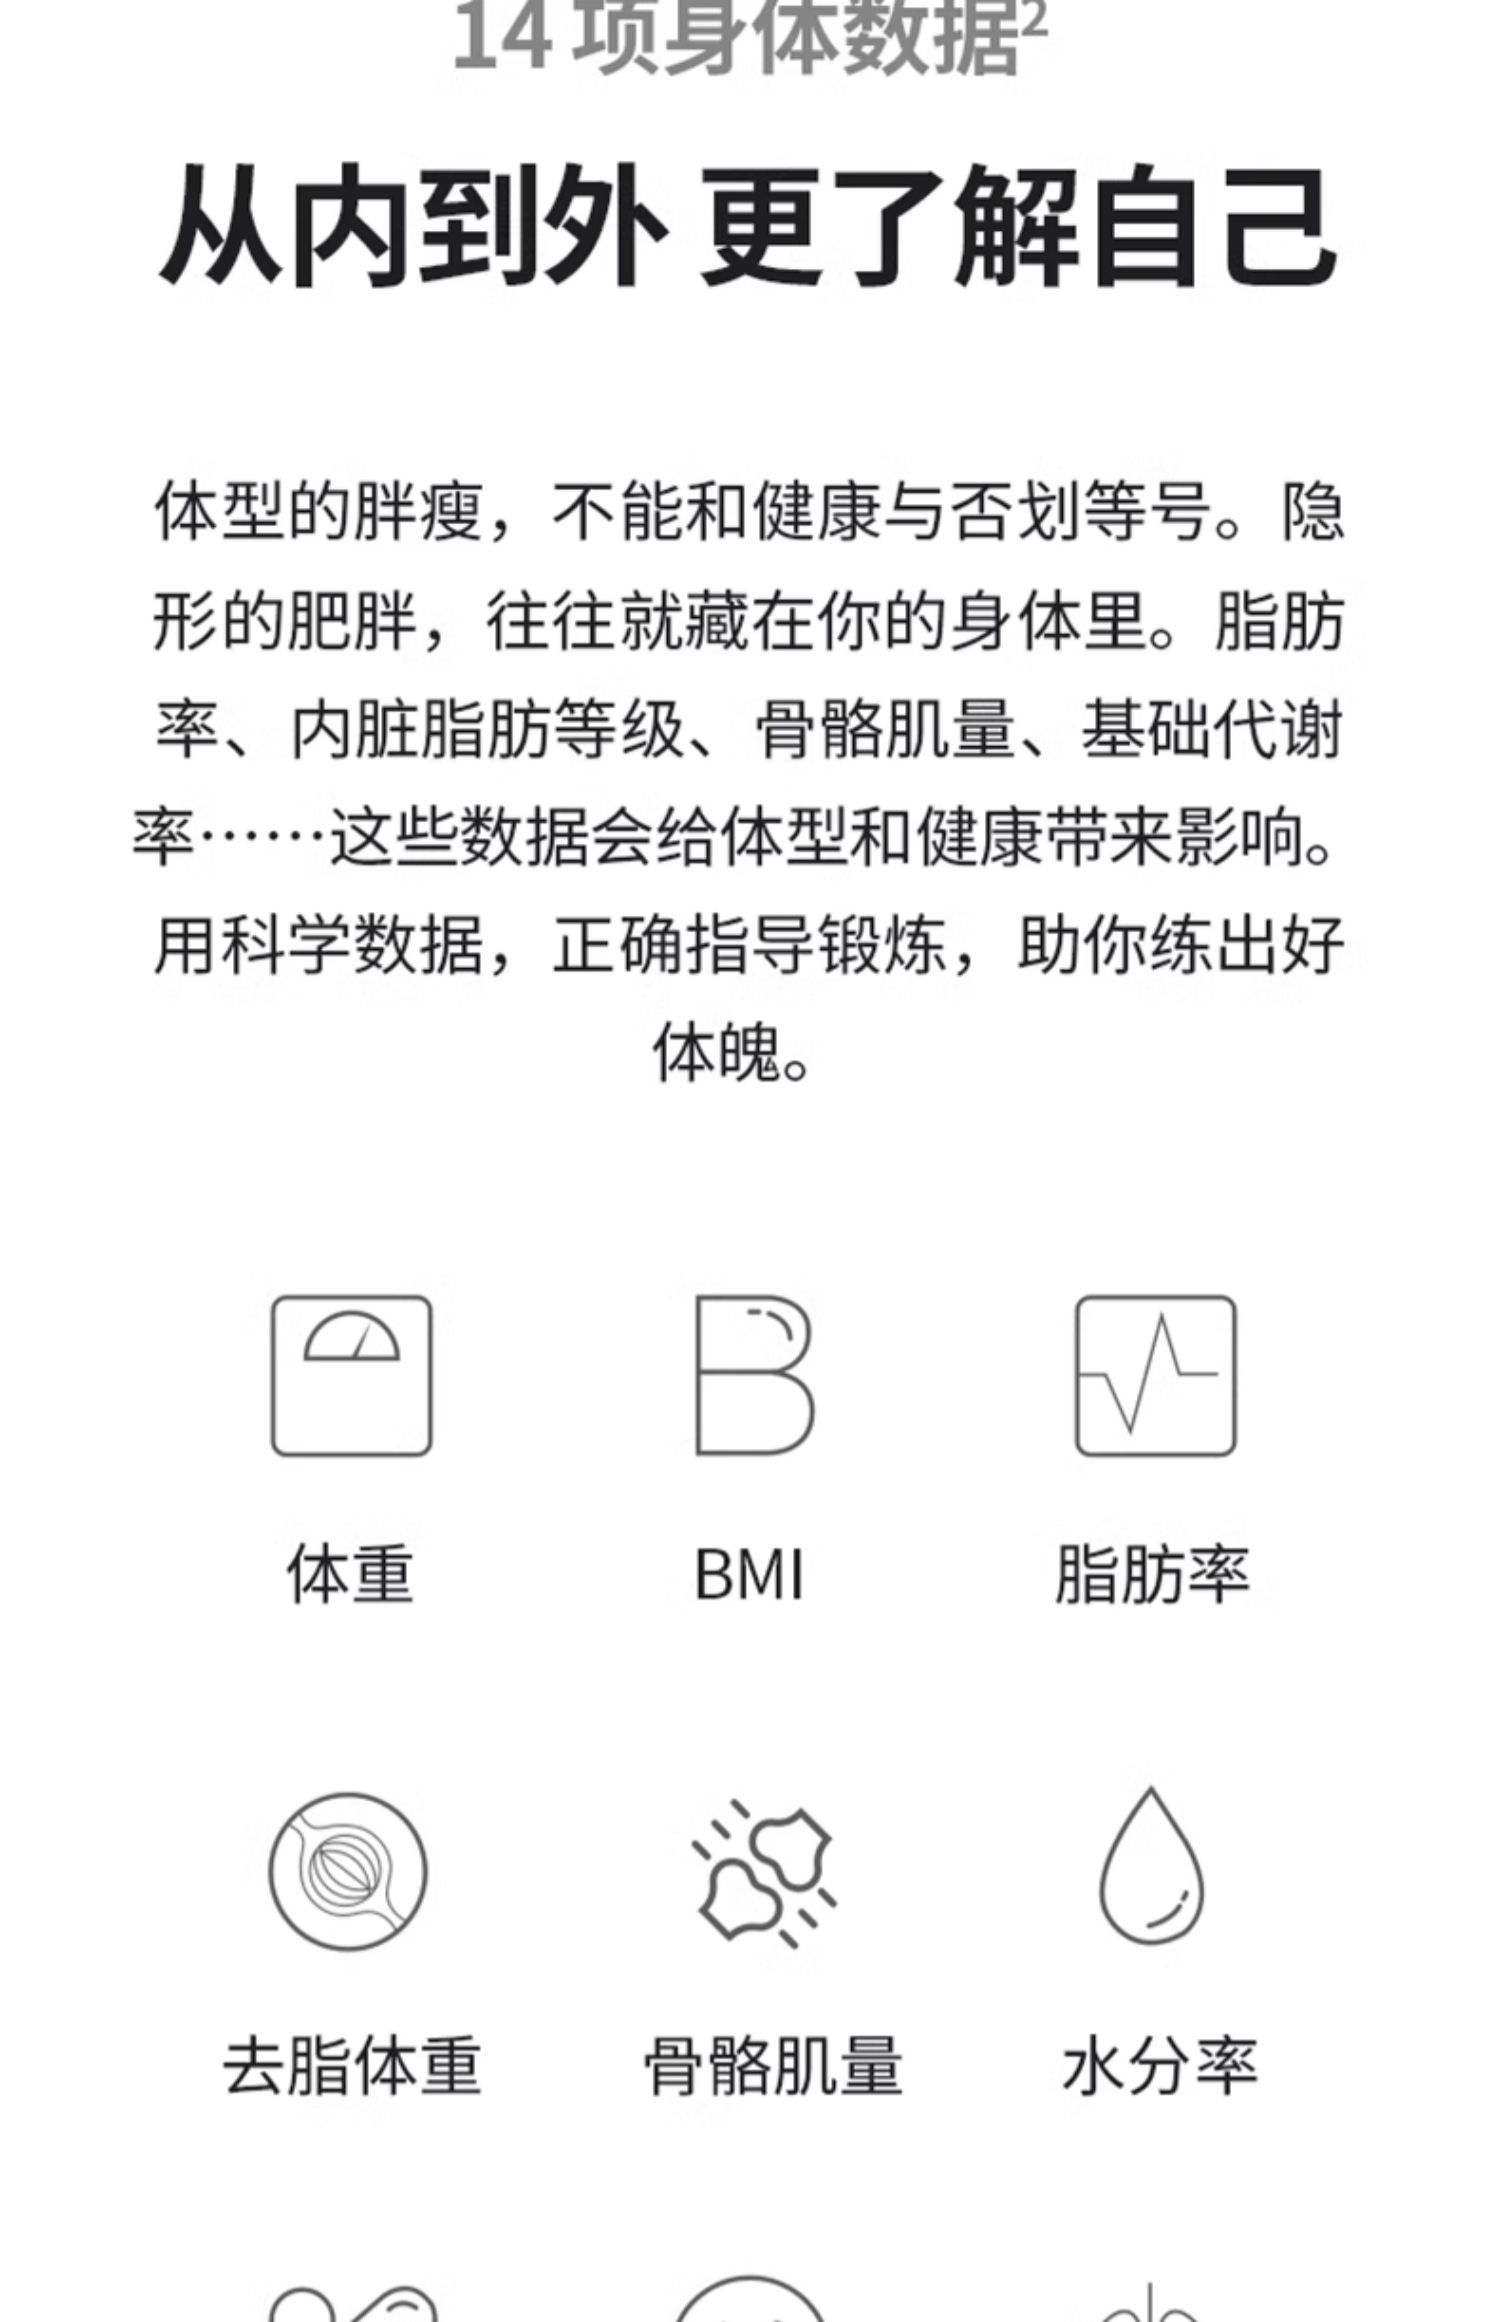 14 项身体数据²
从内到外 更了解自己
体型的胖瘦，不能和健康与否划等号。隐
形的肥胖，往往就藏在你的身体里。脂肪
率、内脏脂肪等级、骨骼肌量、基础代谢
率……这些数据会给体型和健康带来影响。
用科学数据，正确指导锻炼，助你练出好
体魄。
体重
BMI
脂肪率
去脂体重
骨骼肌量
水分率